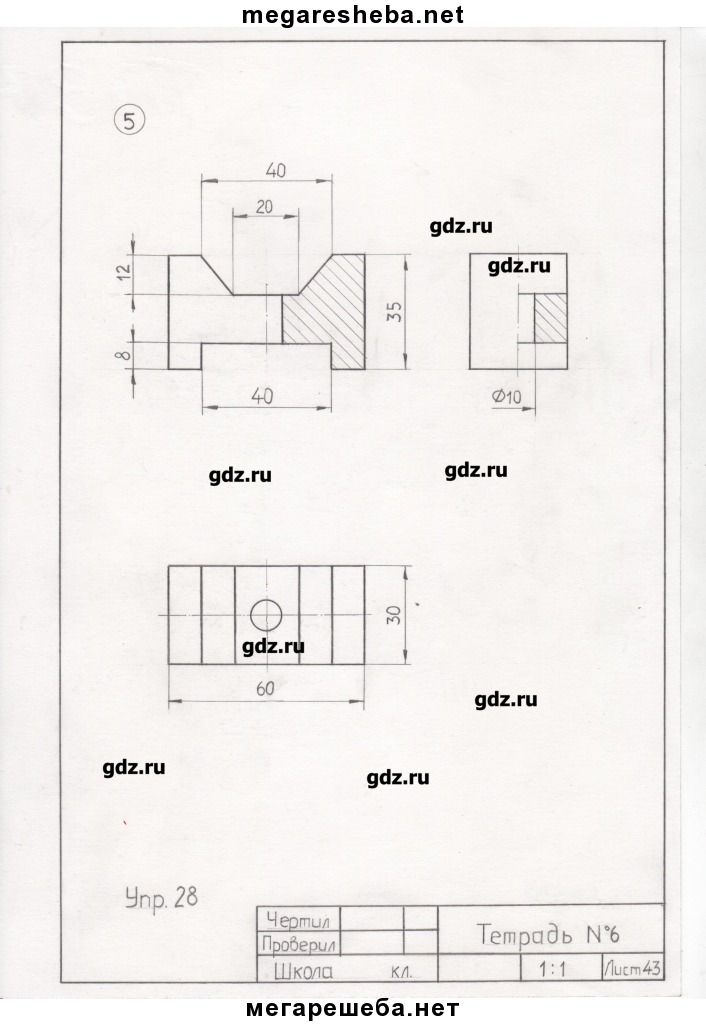 megaresheba.net
5
40
20
gdz.ru
gdz.ru
12
35
8
40
Ø10
gdz.ru
gdz.ru
30
gdz.ru
60
gdz.ru
gdz.ru
gdz.ru
Упр. 28
Чертил
Проверил
Тетрадь №6
Школа кл.
1:1
Лист 43
мегарешеба.нет